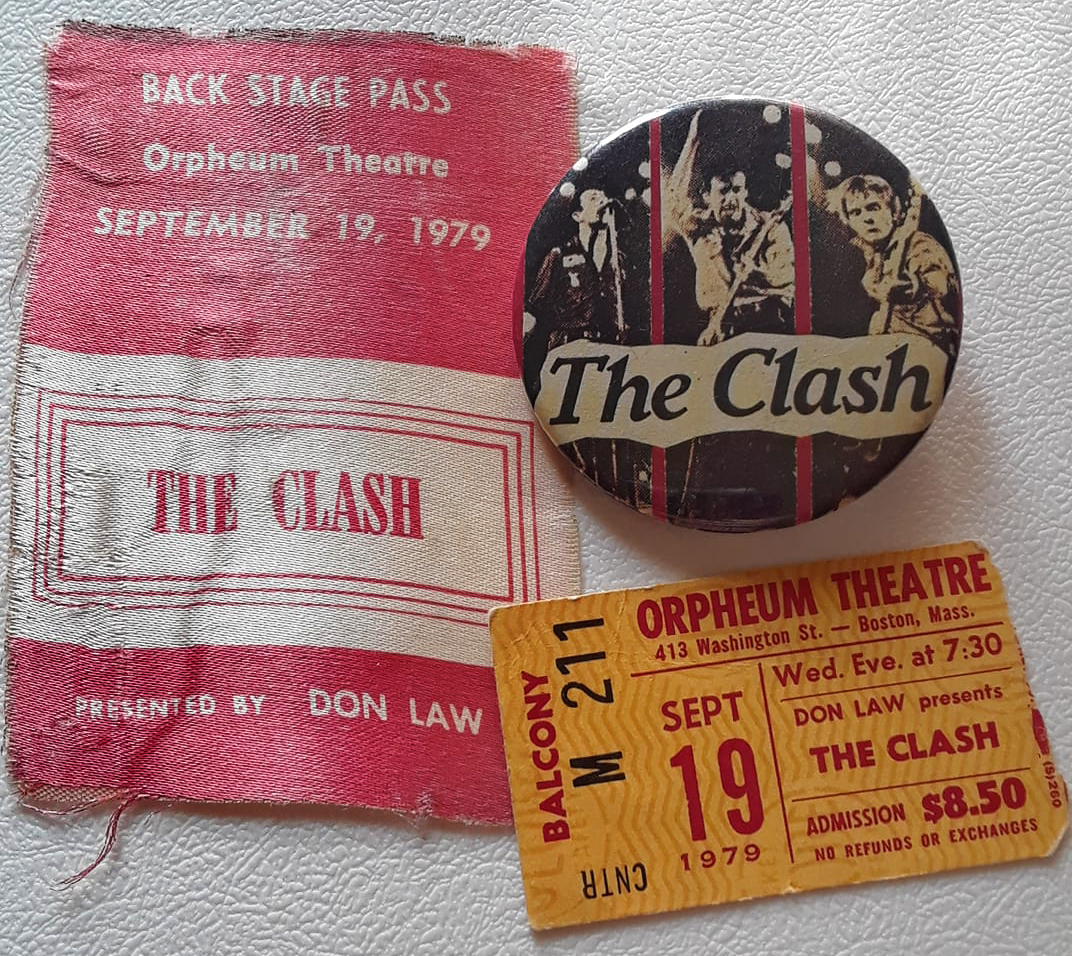 BACK STAGE PASS
Orpheum Theatre
SEPTEMBER 19, 1979
THE CLASH
PRESENTED BY DON LAW
The Clash
BALCONY
M 211
CNTR
ORPHEUM THEATRE
413 Washington St. — Boston, Mass.
SEPT
19
1979
Wed. Eve. at 7:30
DON LAW presents
THE CLASH
ADMISSION $8.50
NO REFUNDS OR EXCHANGES
(S)260